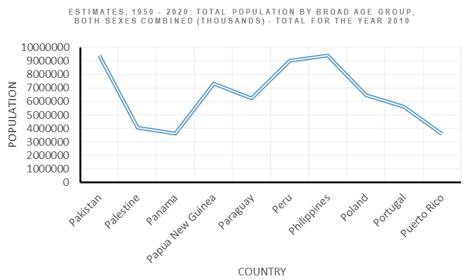 ESTIMATES, 1950 - 2020: TOTAL POPULATION BY BROAD AGE GROUP,
BOTH SEXES COMBINED (THOUSANDS) - TOTAL FOR THE YEAR 2010
POPULATION
10000000
9000000
8000000
7000000
6000000
5000000
4000000
3000000
2000000
1000000
0
Pakistan
Palestine
Panama
Papua New Guinea
Paraguay
Peru
Philippines
Poland
Portugal
Puerto Rico
COUNTRY